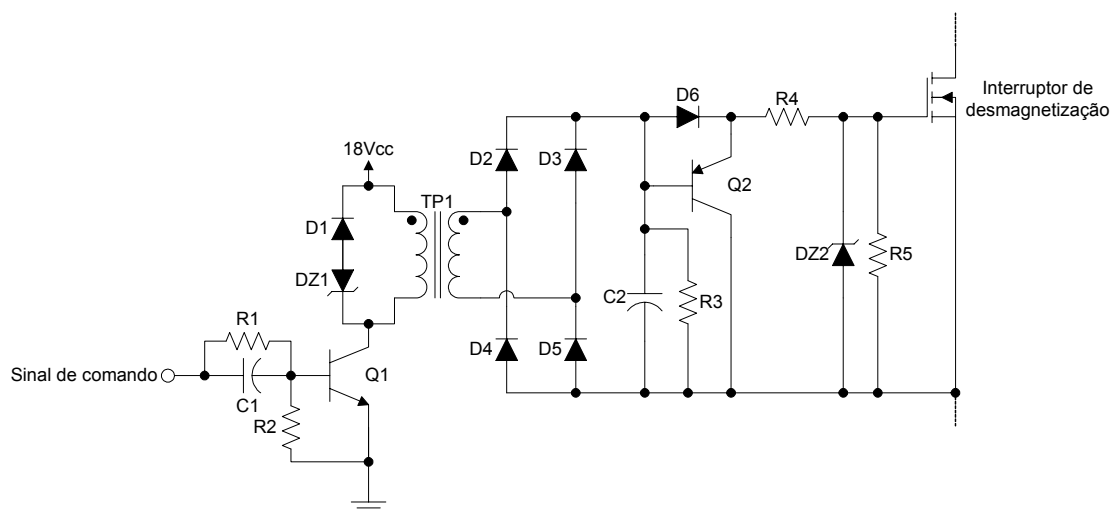 D6
R4
Interruptor de
desmagnetização
18Vcc
D2
D3
TP1
Q2
D1
DZ2
R5
DZ1
C2
R3
R1
D4
D5
Sinal de comando
Q1
C1
R2